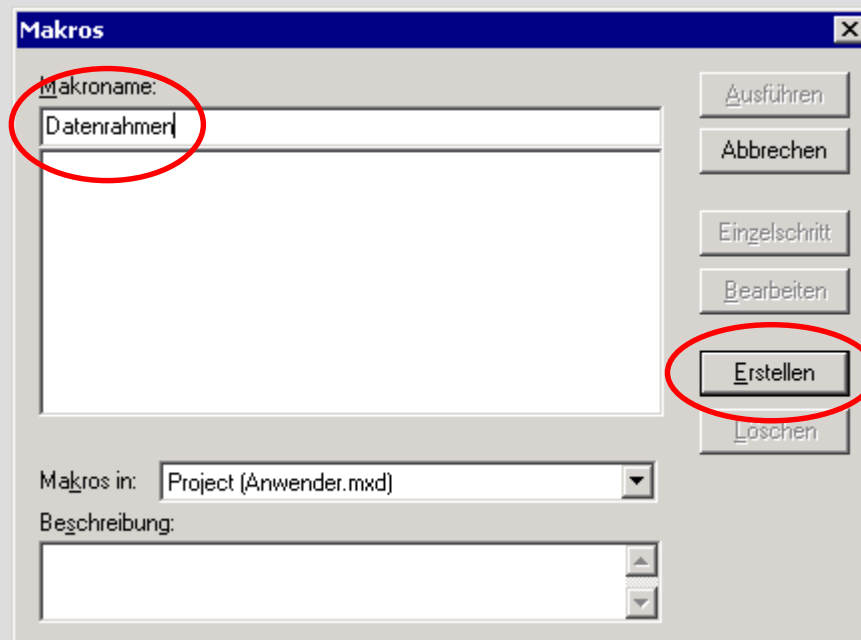 Makros
Makroname:
Datenrahmen
Ausführen
Abbrechen
Einzelschritt
Bearbeiten
Erstellen
Löschen
Makros in: Project (Anwender.mxd)
Beschreibung: